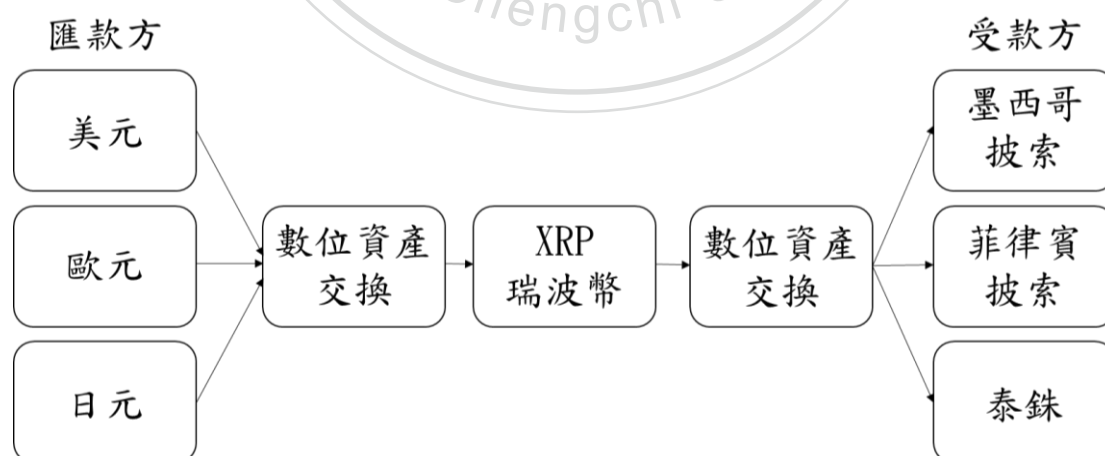 hengchi
匯款方
受款方
美元
歐元
日元
數位資產
交換
XRP
瑞波幣
數位資產
交換
墨西哥
披索
菲律賓
披索
泰銖